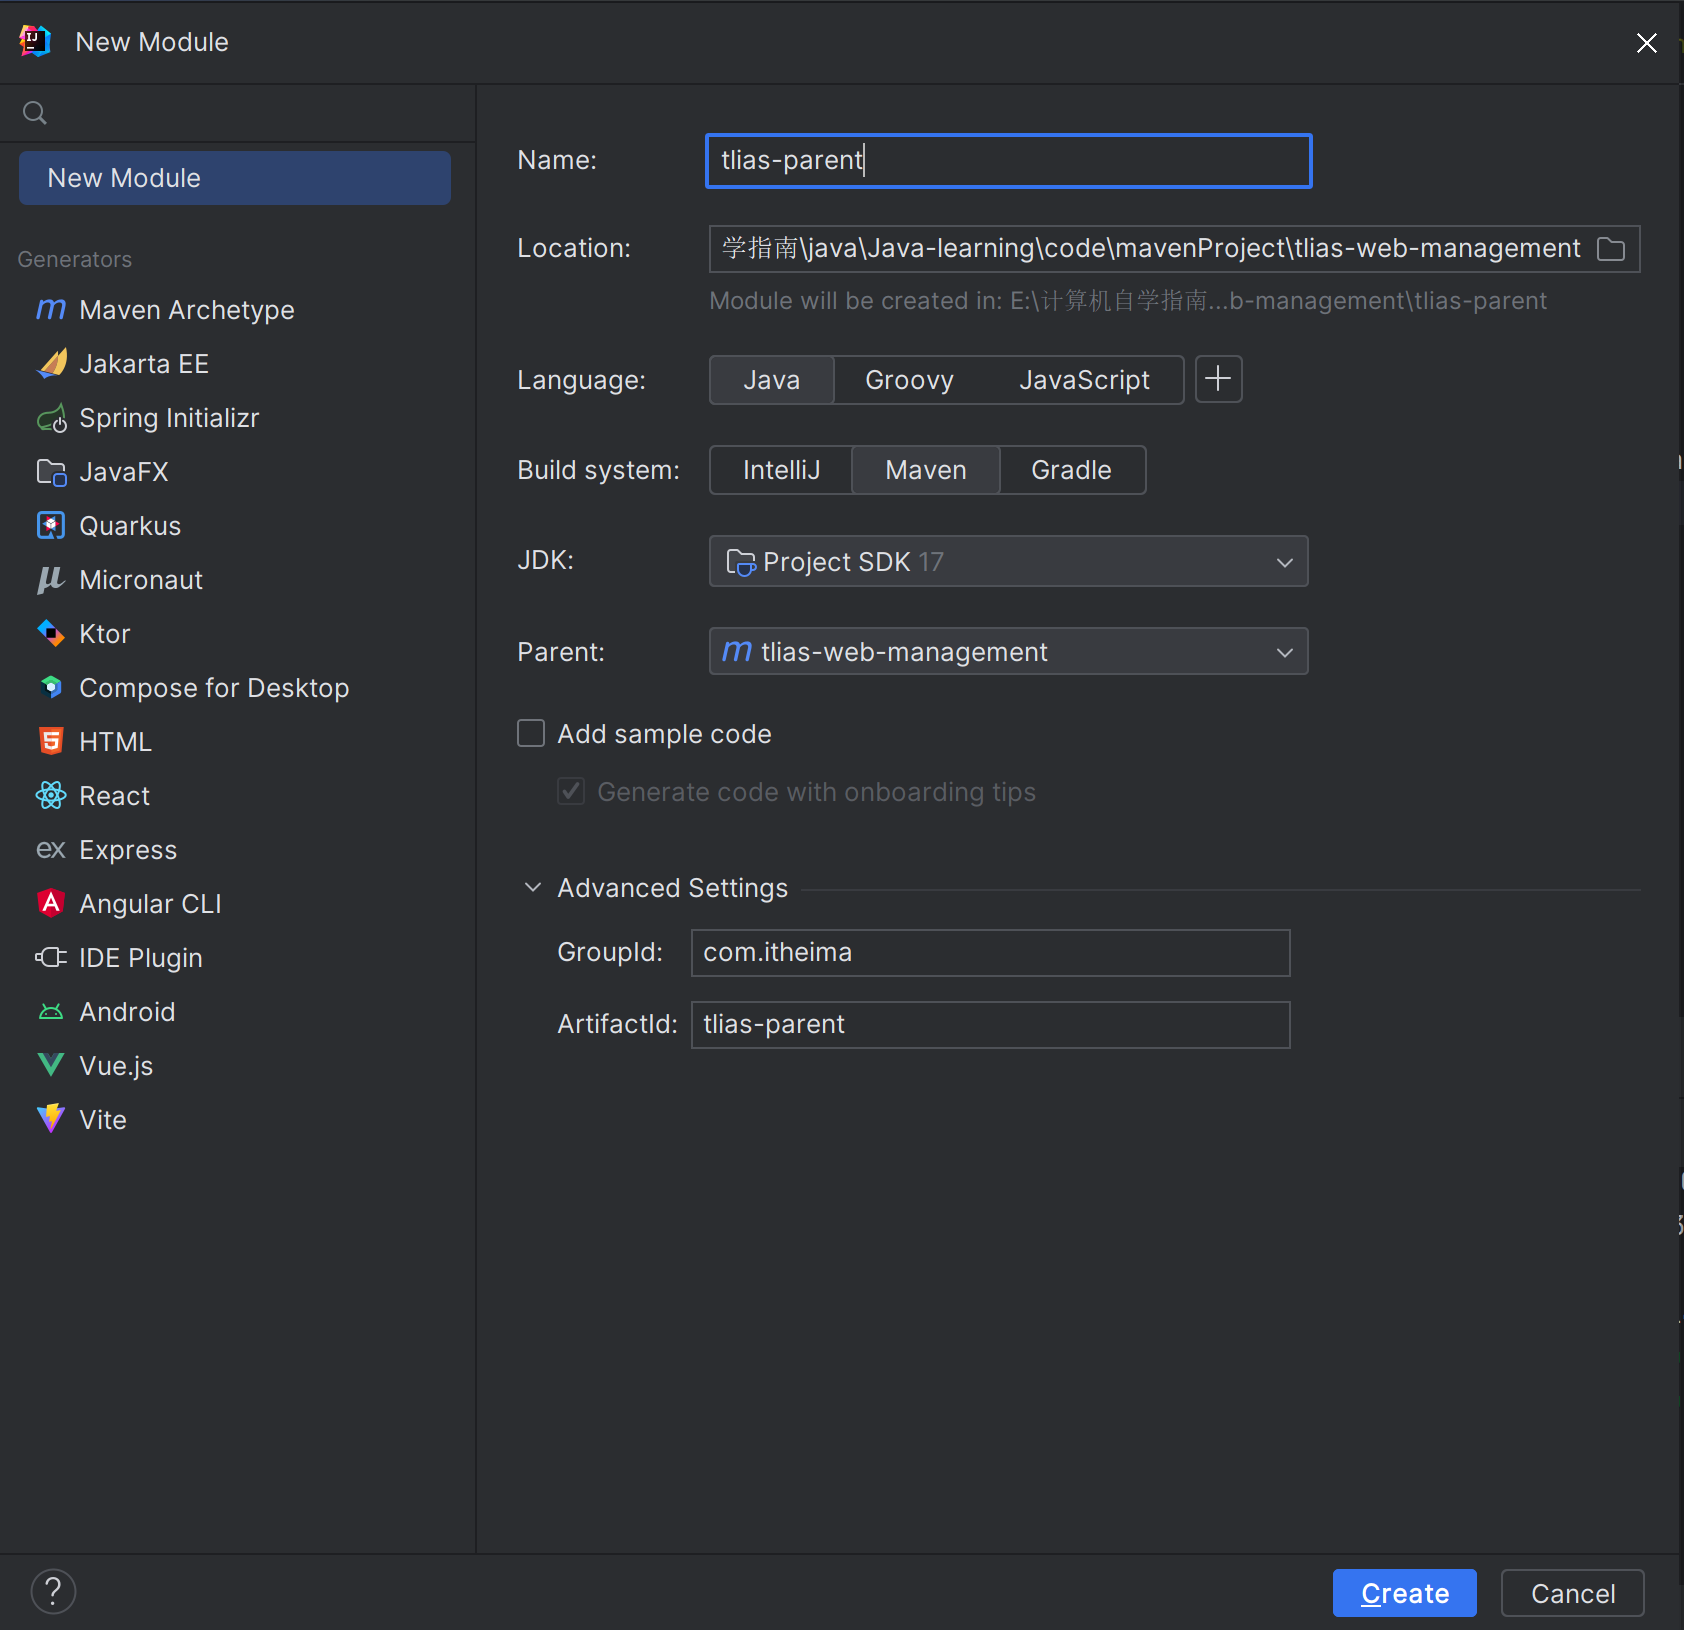 New Module
New Module
Generators
Maven Archetype
Jakarta EE
Spring Initializr
JavaFX
Quarkus
Micronaut
Ktor
Compose for Desktop
HTML
React
Express
Angular CLI
IDE Plugin
Android
Vue.js
Vite
Name: tlias-parent
Location: 学指南\java\Java-learning\code\mavenProject\tlias-web-management
Module will be created in: E:\计算机自学指南...b-management\tlias-parent
Language: Java Groovy JavaScript
Build system: IntelliJ Maven Gradle
JDK: Project SDK 17
Parent: tlias-web-management
Add sample code
Generate code with onboarding tips
Advanced Settings
GroupId: com.itheima
ArtifactId: tlias-parent
? Create Cancel